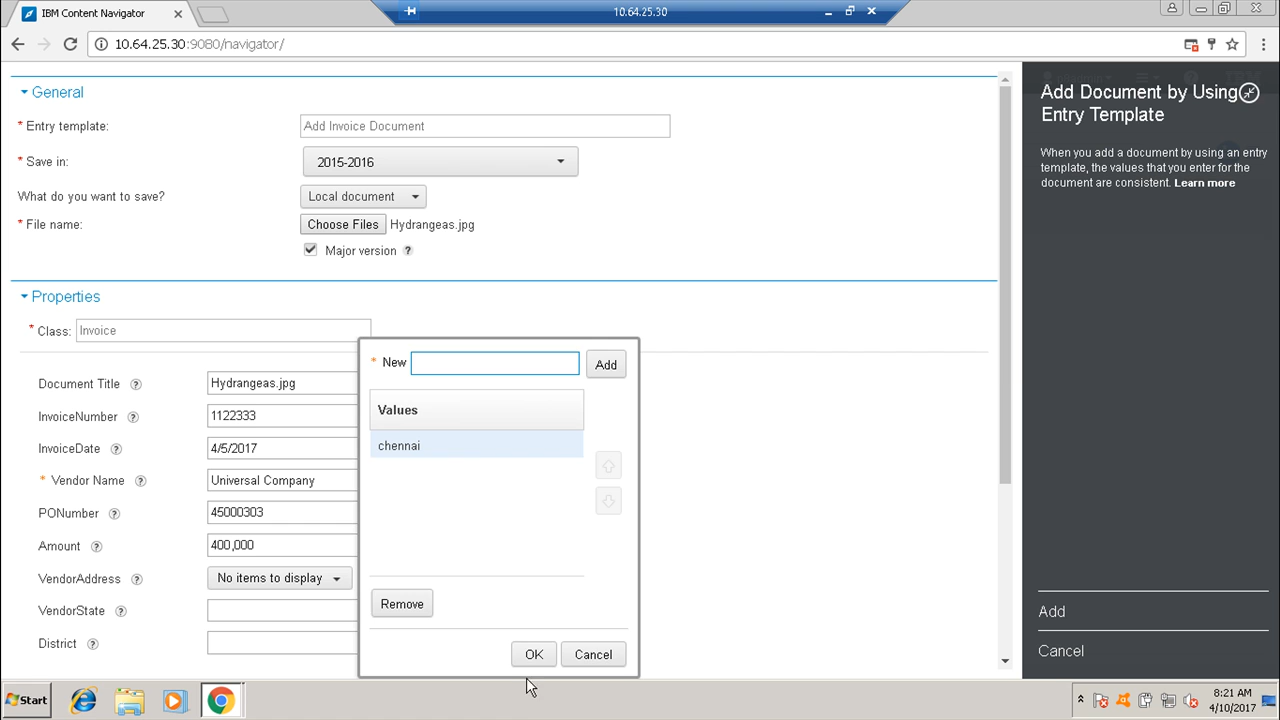 IBM Content Navigator
10.64.25.30
10.64.25.30:9080/navigator/
General
* Entry template: Add Invoice Document
* Save in: 2015-2016
What do you want to save? Local document
* File name: Choose Files Hydrangeas.jpg
Major version ?
Properties
* Class: Invoice
Document Title ? Hydrangeas.jpg
InvoiceNumber ? 1122333
InvoiceDate ? 4/5/2017
* Vendor Name ? Universal Company
PONumber ? 45000303
Amount ? 400,000
VendorAddress ? No items to display
VendorState ?
District ?
* New Add
Values
chennai
Remove
OK Cancel
Add Document by Using
Entry Template
When you add a document by using an entry
template, the values that you enter for the
document are consistent. Learn more
Add
Cancel
Start
8:21 AM
4/10/2017